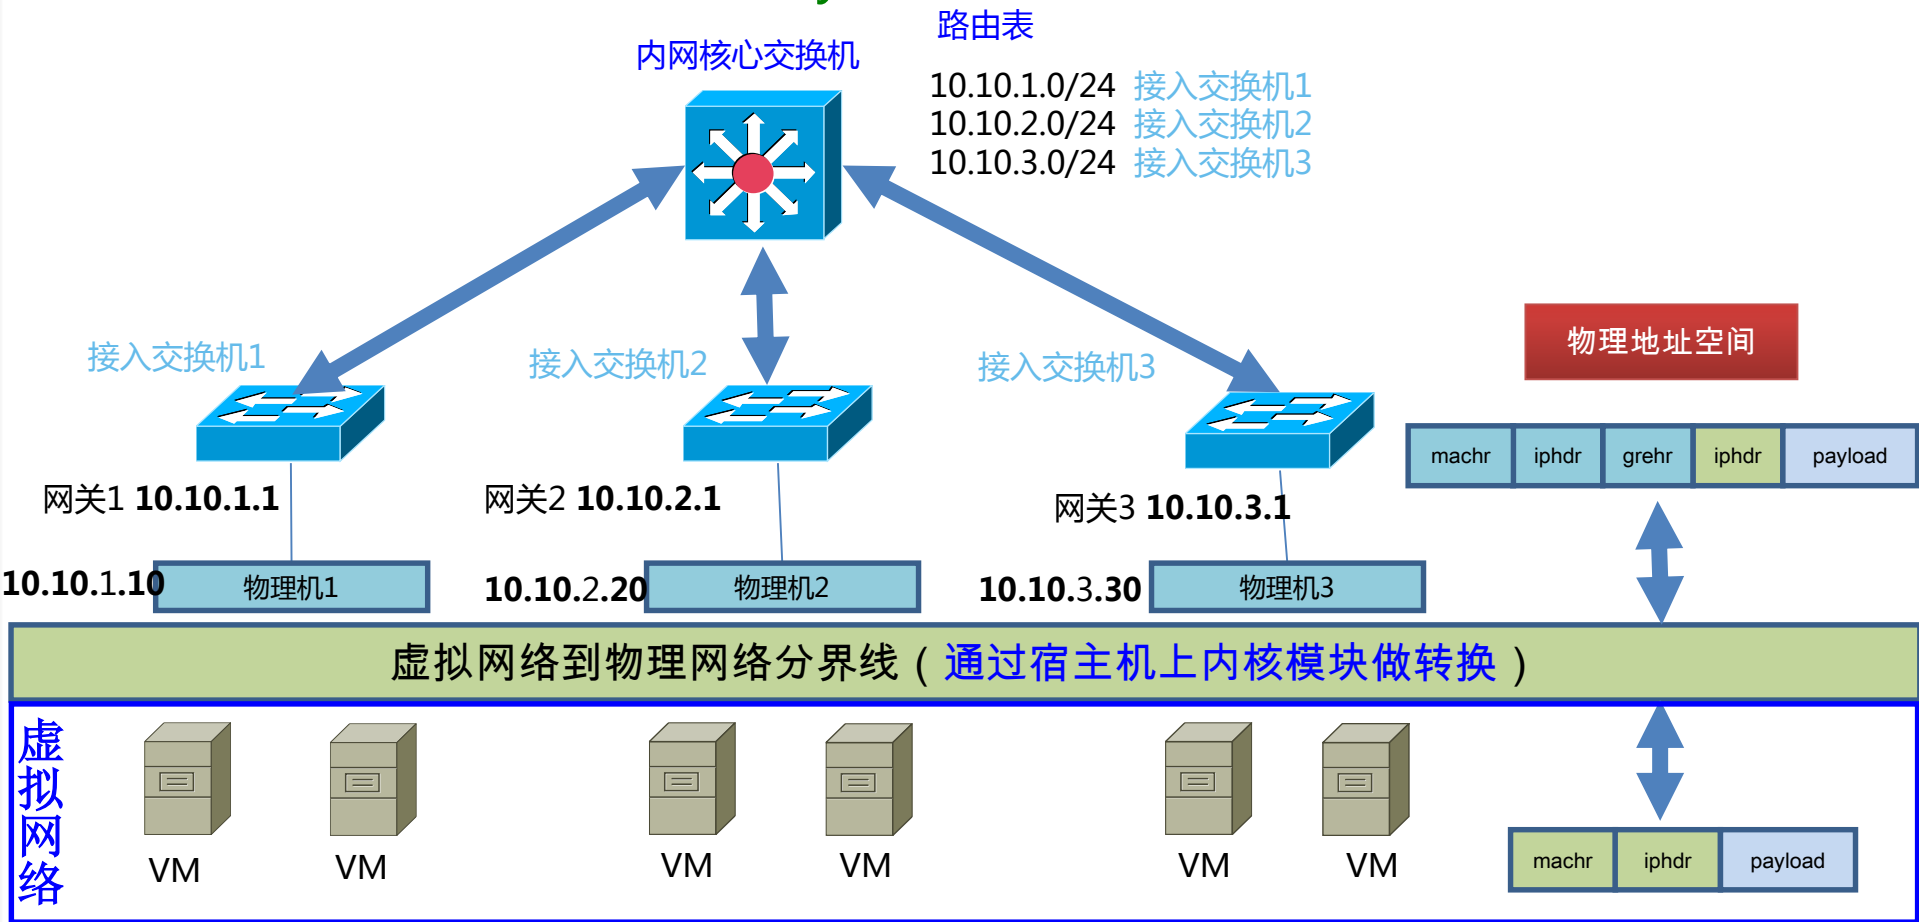 路由表
内网核心交换机
10.10.1.0/24 接入交换机1
10.10.2.0/24 接入交换机2
10.10.3.0/24 接入交换机3
接入交换机1
接入交换机2
接入交换机3
物理地址空间
machr iphdr grehr iphdr payload
网关1 10.10.1.1
网关2 10.10.2.1
网关3 10.10.3.1
10.10.1.10 物理机1
10.10.2.20 物理机2
10.10.3.30 物理机3
虚拟网络到物理网络分界线（通过宿主机上内核模块做转换）
虚拟网络
VM VM VM VM VM VM
machr iphdr payload